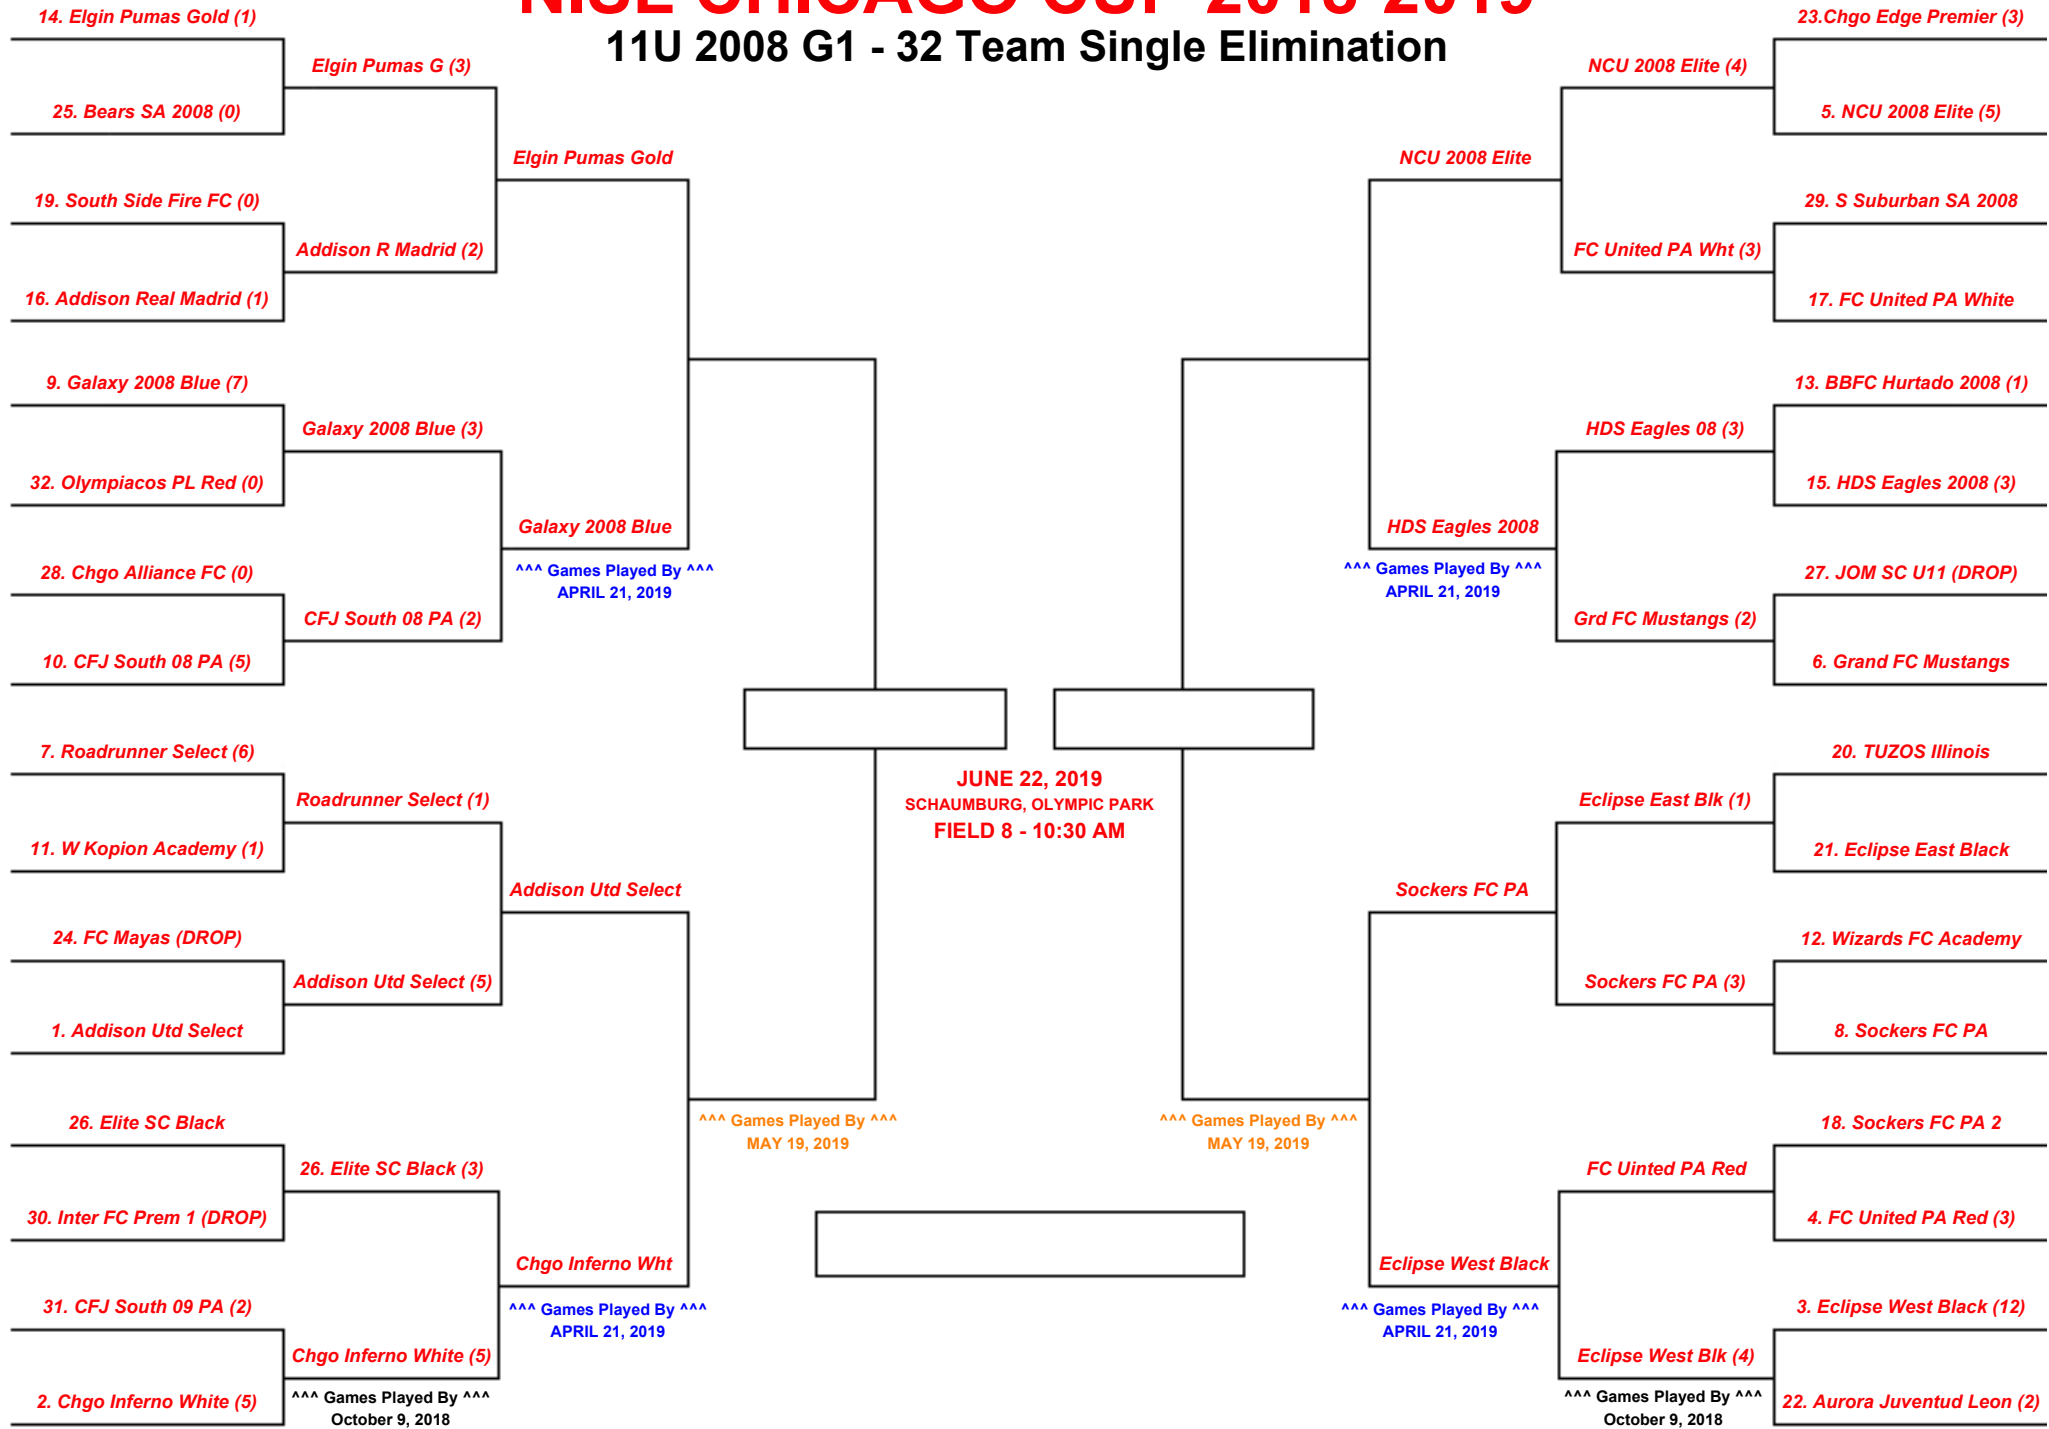 NISL CHICAGO CUP 2018-2019
11U 2008 G1 - 32 Team Single Elimination
14. Elgin Pumas Gold (1)
25. Bears SA 2008 (0)
19. South Side Fire FC (0)
16. Addison Real Madrid (1)
9. Galaxy 2008 Blue (7)
32. Olympiacos PL Red (0)
28. Chgo Alliance FC (0)
10. CFJ South 08 PA (5)
7. Roadrunner Select (6)
11. W Kopion Academy (1)
24. FC Mayas (DROP)
1. Addison Utd Select
26. Elite SC Black
30. Inter FC Prem 1 (DROP)
31. CFJ South 09 PA (2)
2. Chgo Inferno White (5)
Elgin Pumas G (3)
Addison R Madrid (2)
Galaxy 2008 Blue (3)
CFJ South 08 PA (2)
Roadrunner Select (1)
Addison Utd Select (5)
26. Elite SC Black (3)
Chgo Inferno White (5)
^^^ Games Played By ^^^
October 9, 2018
Elgin Pumas Gold
Galaxy 2008 Blue
^^^ Games Played By ^^^
APRIL 21, 2019
Addison Utd Select
Chgo Inferno Wht
^^^ Games Played By ^^^
APRIL 21, 2019
^^^ Games Played By ^^^
MAY 19, 2019
JUNE 22, 2019
SCHAUMBURG, OLYMPIC PARK
FIELD 8 - 10:30 AM
^^^ Games Played By ^^^
MAY 19, 2019
NCU 2008 Elite
HDS Eagles 2008
^^^ Games Played By ^^^
APRIL 21, 2019
Sockers FC PA
Eclipse West Black
^^^ Games Played By ^^^
APRIL 21, 2019
NCU 2008 Elite (4)
FC United PA Wht (3)
HDS Eagles 08 (3)
Grd FC Mustangs (2)
Eclipse East Blk (1)
Sockers FC PA (3)
FC Uinted PA Red
Eclipse West Blk (4)
^^^ Games Played By ^^^
October 9, 2018
23.Chgo Edge Premier (3)
5. NCU 2008 Elite (5)
29. S Suburban SA 2008
17. FC United PA White
13. BBFC Hurtado 2008 (1)
15. HDS Eagles 2008 (3)
27. JOM SC U11 (DROP)
6. Grand FC Mustangs
20. TUZOS Illinois
21. Eclipse East Black
12. Wizards FC Academy
8. Sockers FC PA
18. Sockers FC PA 2
4. FC United PA Red (3)
3. Eclipse West Black (12)
22. Aurora Juventud Leon (2)